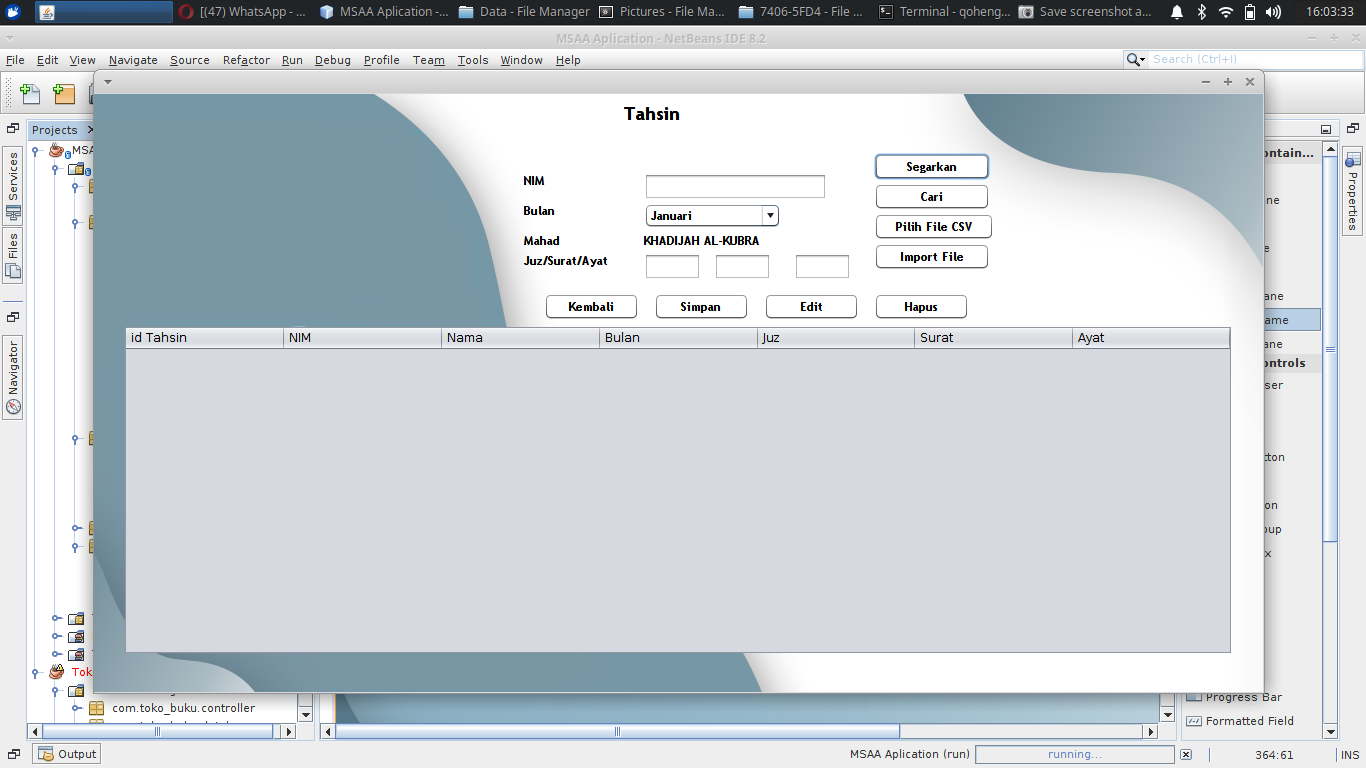 [(47) WhatsApp - ...
MSAA Aplication -...
Data - File Manager
Pictures - File Ma...
7406-5FD4 - File ...
Terminal - goheng...
Save screenshot a...
16:03:33
MSAA Aplication - NetBeans IDE 8.2
File Edit View Navigate Source Refactor Run Debug Profile Team Tools Window Help
Search (Ctrl+I)
Projects
Services
Files
Navigator
MSA
Tahsin
NIM
Bulan
Januari
Mahad
KHADIJAH AL-KUBRA
Juz/Surat/Ayat
Segarkan
Cari
Pilih File CSV
Import File
Kembali
Simpan
Edit
Hapus
id Tahsin
NIM
Nama
Bulan
Juz
Surat
Ayat
ontain...
ne
e
ane
ame
ane
ontrols
ser
tton
on
oup
x
Properties
Tok
com.toko_buku.controller
Progress Bar
Formatted Field
Output
MSAA Aplication (run)
running...
364:61
INS